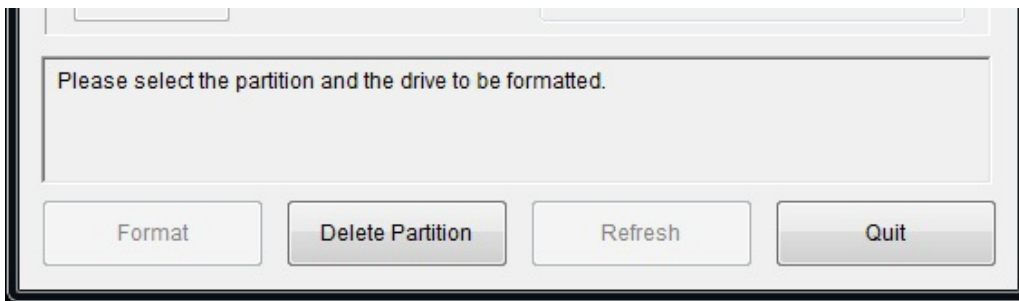 Please select the partition and the drive to be formatted.
Format
Delete Partition
Refresh
Quit